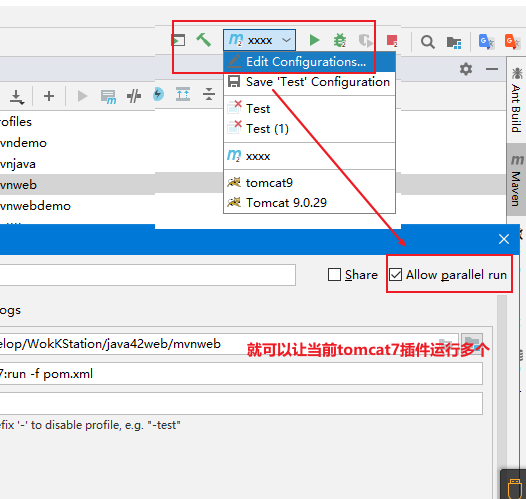 xxxx
Edit Configurations...
Save 'Test' Configuration
Test
Test (1)
xxxx
tomcat9
Tomcat 9.0.29
rofiles
vndemo
vnjava
vnweb
vnwebdemo
Ant Build
Maven
Share
Allow parallel run
ogs
elop/WokKStation/java42web/mvnweb
就可以让当前tomcat7插件运行多个
7:run -f pom.xml
efix '-' to disable profile, e.g. "-test"